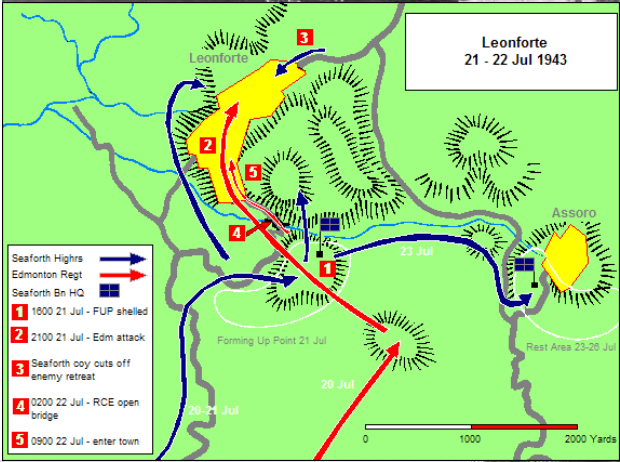 Leonforte
21 - 22 Jul 1943
Leonforte
3
2
5
4
1
Assoro
23 Jul
Forming Up Point 21 Jul
Rest Area 23-26 Jul
20 Jul
20-21 Jul
Seaforth Highrs
Edmonton Regt
Seaforth Bn HQ
1 1600 21 Jul - FUP shelled
2 2100 21 Jul - Edm attack
3 Seaforth coy cuts off
enemy retreat
4 0200 22 Jul - RCE open
bridge
5 0900 22 Jul - enter town
0 1000 2000 Yards